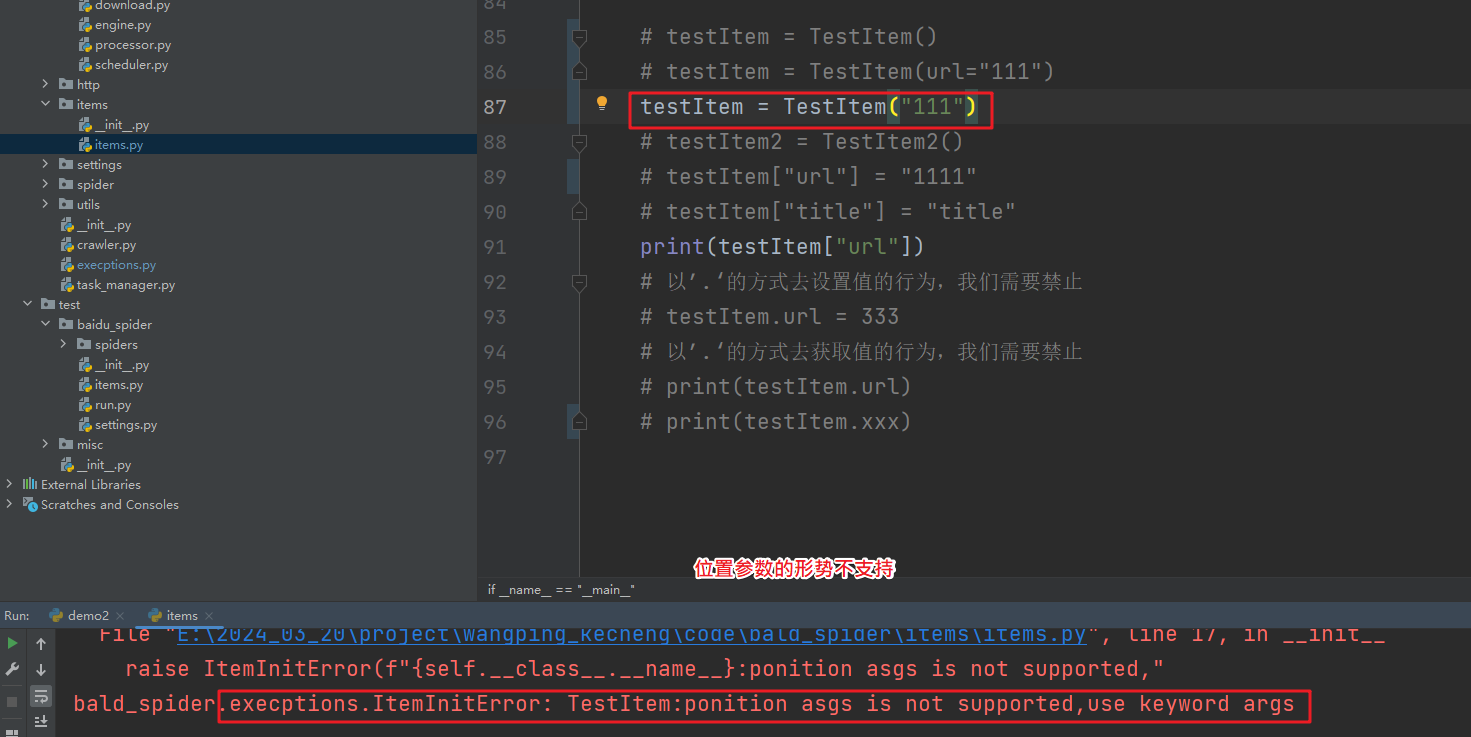 download.py
engine.py
processor.py
scheduler.py
http
items
__init__.py
items.py
settings
spider
utils
__init__.py
crawler.py
execptions.py
task_manager.py
test
baidu_spider
spiders
__init__.py
items.py
run.py
settings.py
misc
__init__.py
External Libraries
Scratches and Consoles
84
85 # testItem = TestItem()
86 # testItem = TestItem(url="111")
87 testItem = TestItem("111")
88 # testItem2 = TestItem2()
89 # testItem["url"] = "1111"
90 # testItem["title"] = "title"
91 print(testItem["url"])
92 # 以’.‘的方式去设置值的行为，我们需要禁止
93 # testItem.url = 333
94 # 以’.‘的方式去获取值的行为，我们需要禁止
95 # print(testItem.url)
96 # print(testItem.xxx)
97
位置参数的形势不支持
if __name__ == "__main__"
Run: demo2 items
File "E:\2024_03_20\project\wangping_kecheng\code\bald_spider\items\items.py", line 17, in __init__
raise ItemInitError(f"{self.__class__.__name__}:ponition asgs is not supported,"
bald_spider.execptions.ItemInitError: TestItem:ponition asgs is not supported,use keyword args